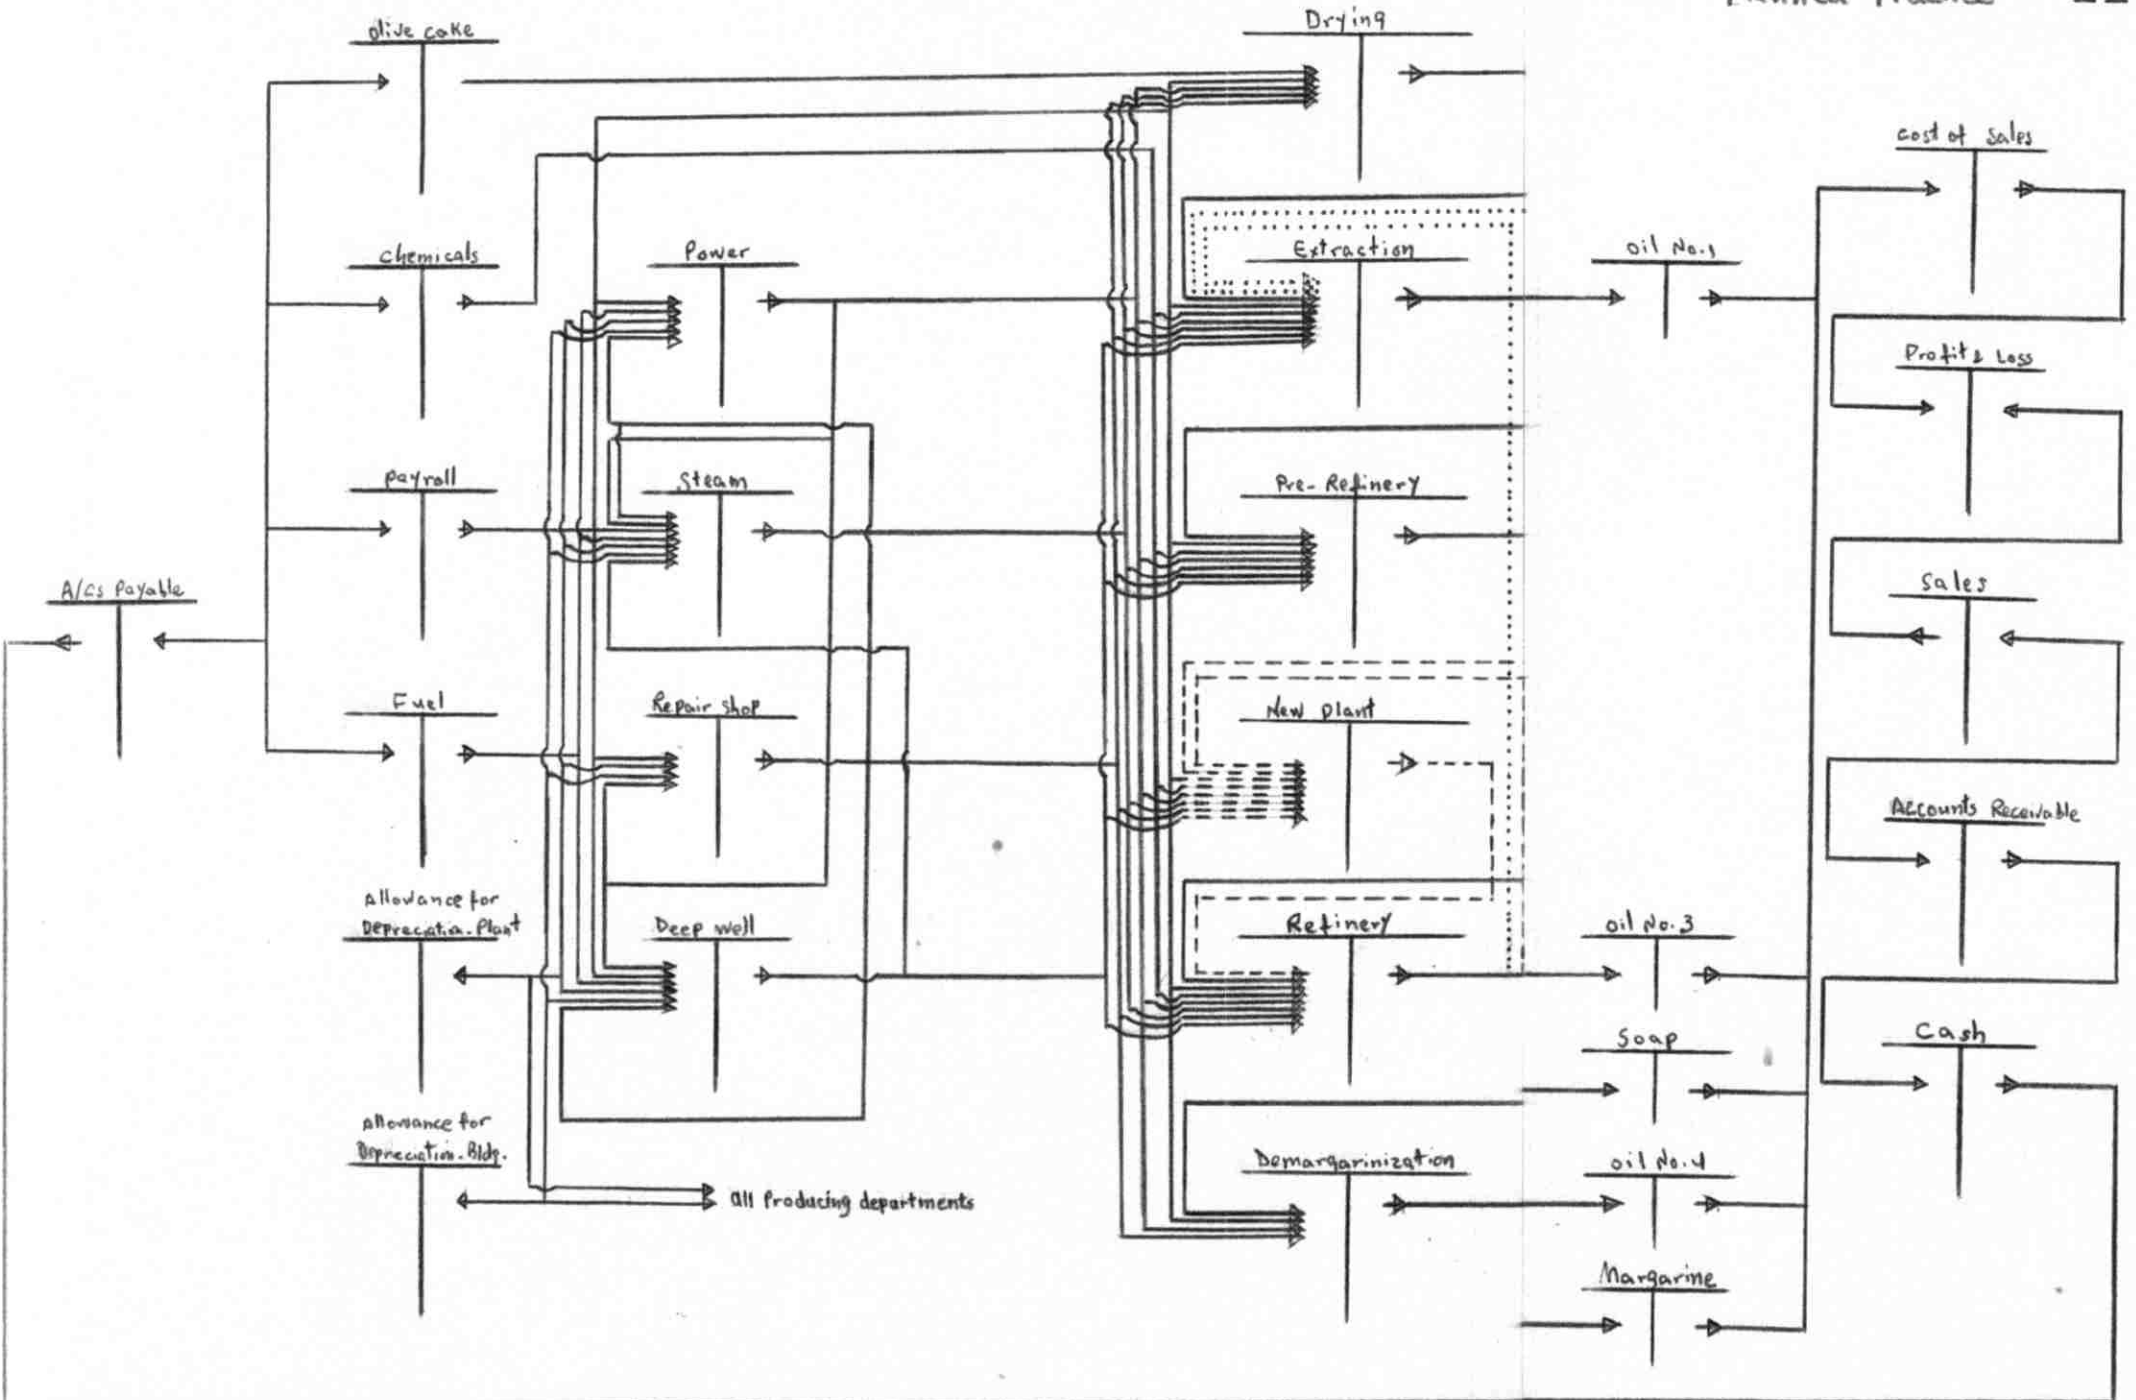 Drying
olive cake
cost of sales
Chemicals
Power
Extraction
oil No.1
Profit & Loss
payroll
Steam
Pre-Refinery
A/cs Payable
Sales
Fuel
Repair shop
New plant
Accounts Receivable
Allowance for
Depreciation-Plant
Deep well
Refinery
oil No.3
Soap
Cash
Allowance for
Depreciation-Bldg.
Demargarinization
oil No.4
all Producing departments
Margarine